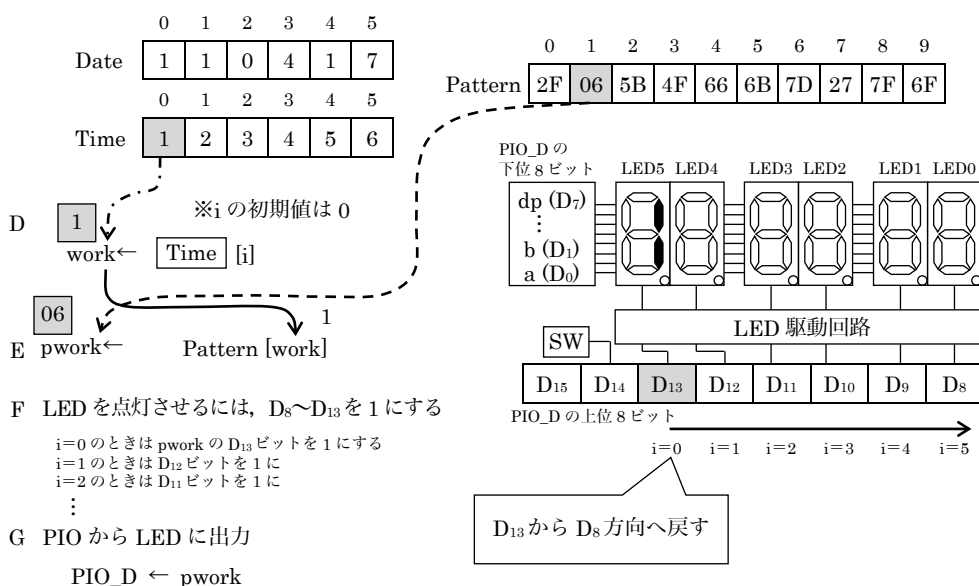 0 1 2 3 4 5
Date 1 1 0 4 1 7
0 1 2 3 4 5
Time 1 2 3 4 5 6
0 1 2 3 4 5 6 7 8 9
Pattern 2F 06 5B 4F 66 6B 7D 27 7F 6F
D 1
※i の初期値は 0
work← Time [i]
06
1
E pwork← Pattern [work]
F LED を点灯させるには，D₈～D₁₃ を 1 にする
i＝0 のときは pwork の D₁₃ ビットを 1 にする
i＝1 のときは D₁₂ ビットを 1 に
i＝2 のときは D₁₁ ビットを 1 に
⋮
G PIO から LED に出力
PIO_D ← pwork
PIO_D の
下位 8 ビット
LED5 LED4 LED3 LED2 LED1 LED0
dp (D₇)
⋮
b (D₁)
a (D₀)
LED 駆動回路
SW
D₁₅ D₁₄ D₁₃ D₁₂ D₁₁ D₁₀ D₉ D₈
PIO_D の上位 8 ビット
i＝0 i＝1 i＝2 i＝3 i＝4 i＝5
D₁₃ から D₈ 方向へ戻す